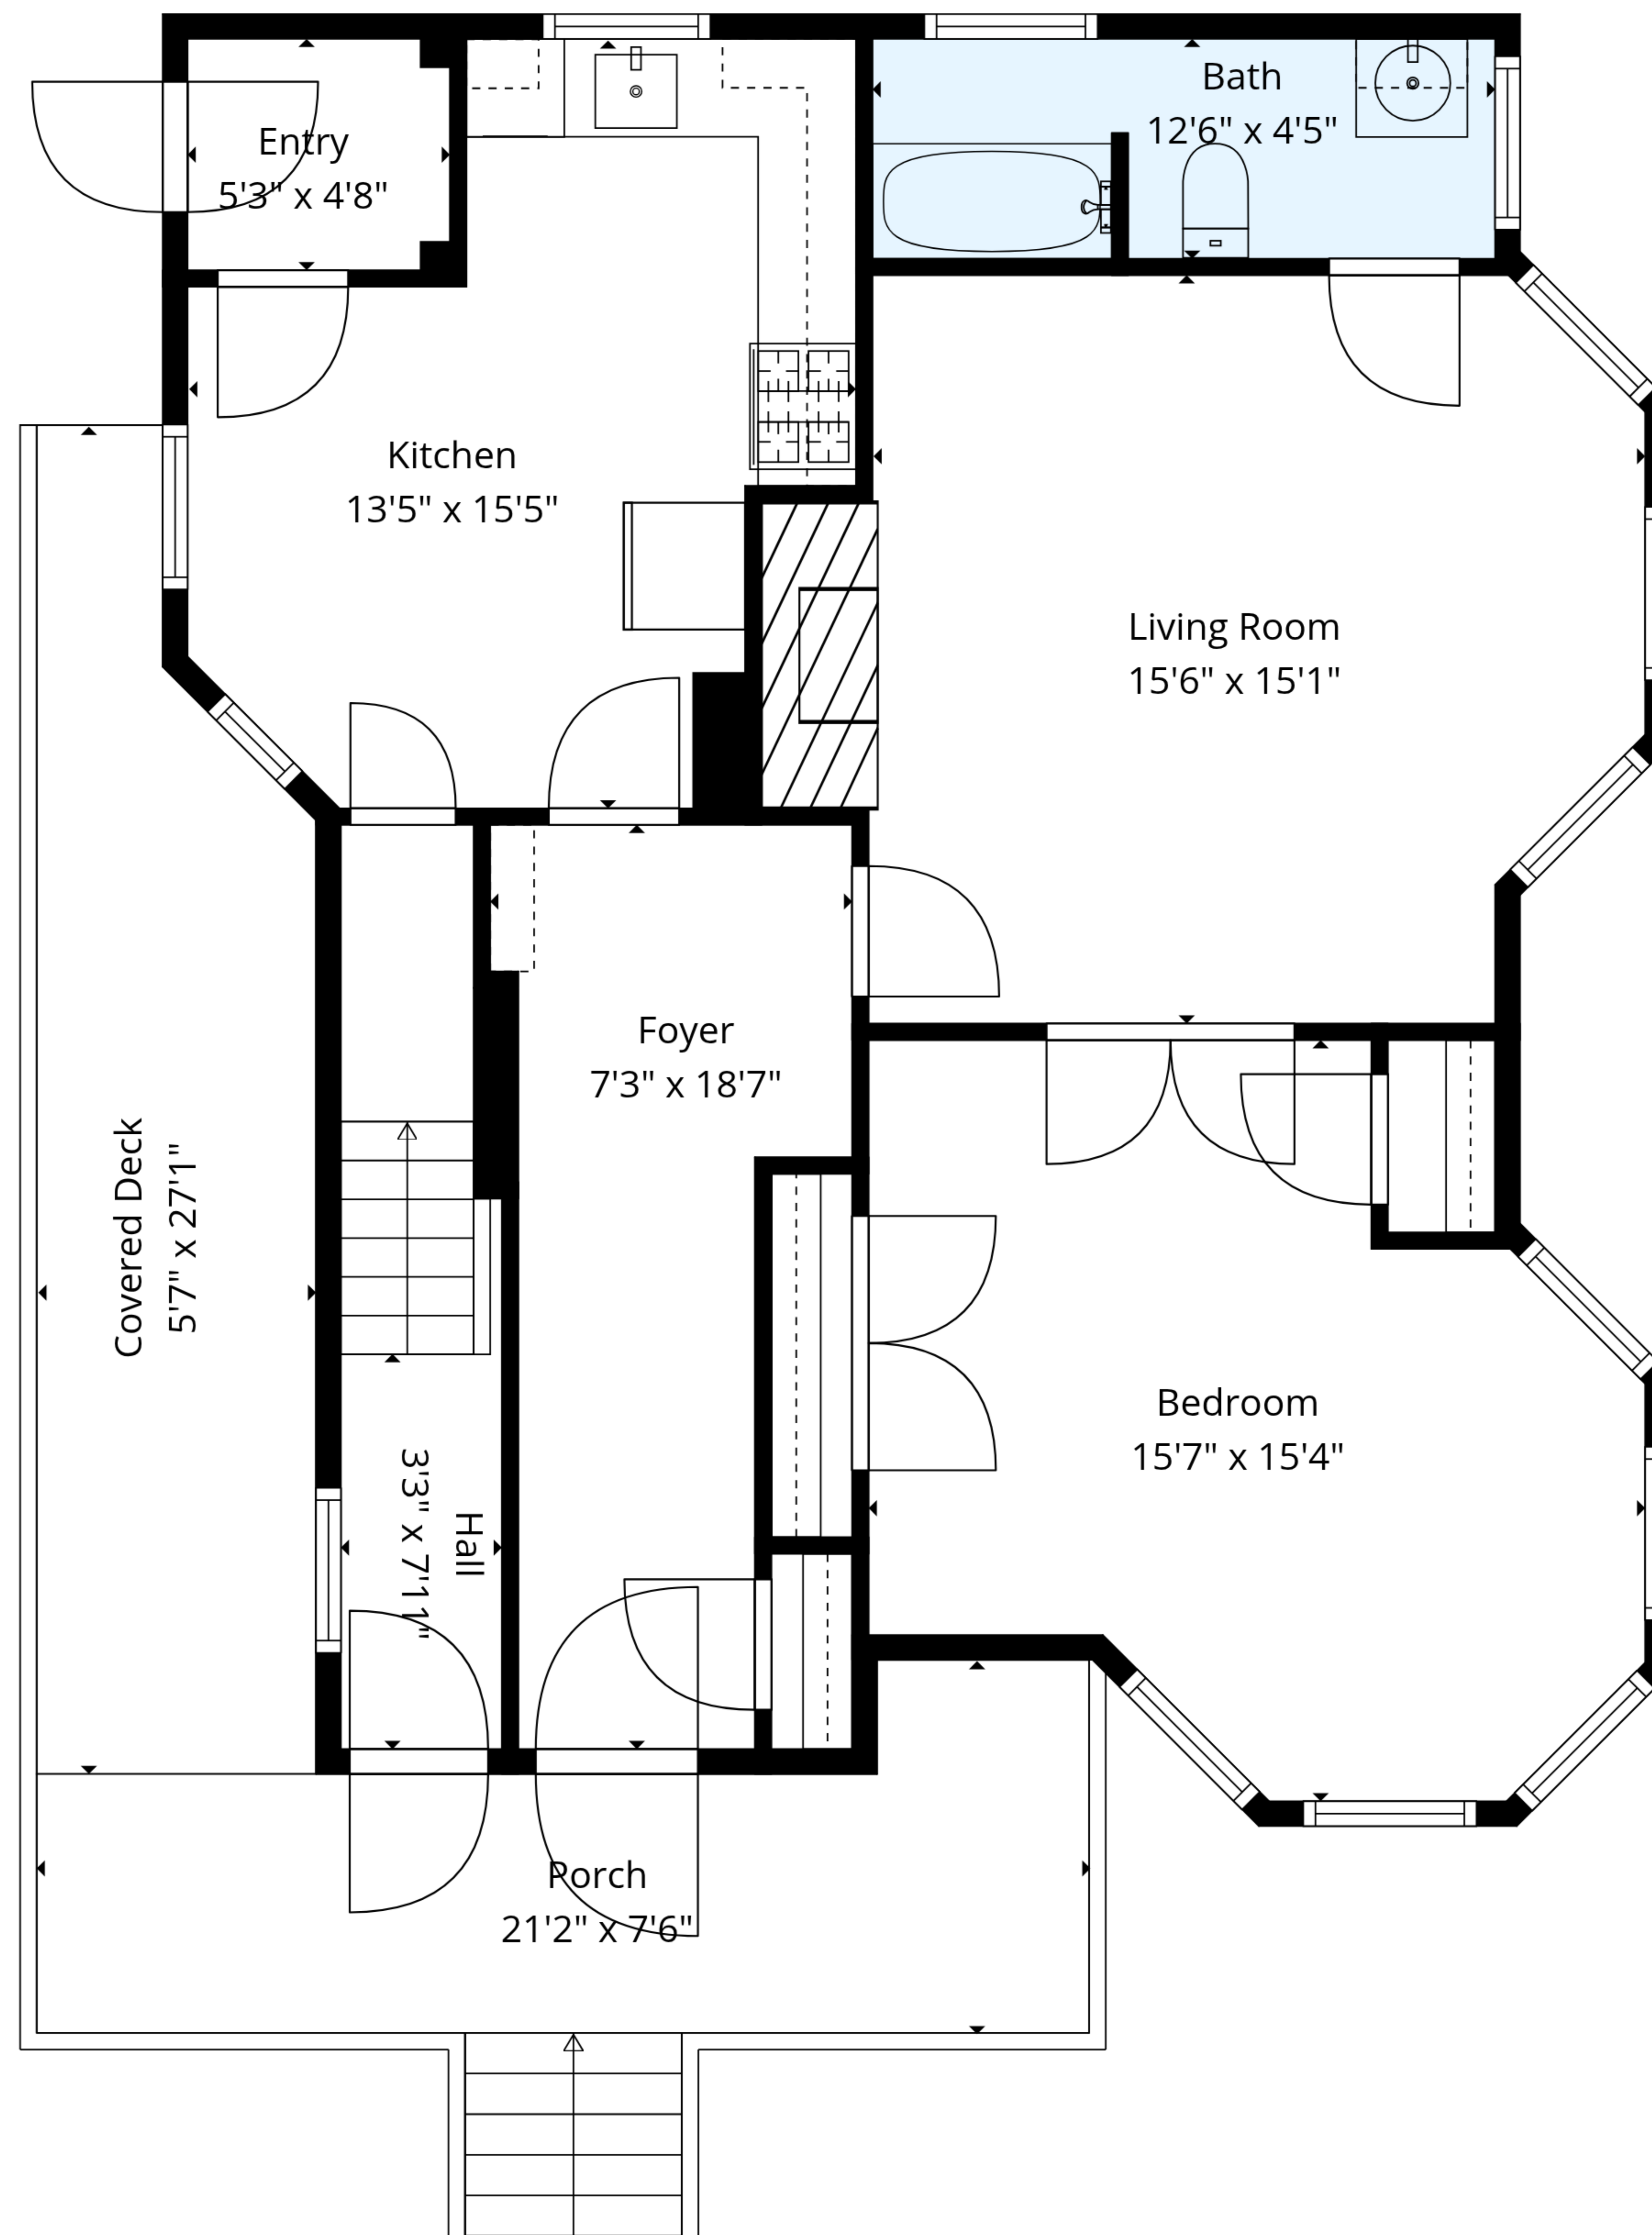 Bath
12'6" x 4'5"
Entry
5'3" x 4'8"
Kitchen
13'5" x 15'5"
Living Room
15'6" x 15'1"
Foyer
7'3" x 18'7"
Covered Deck
5'7" x 27'1"
Bedroom
15'7" x 15'4"
Hall
3'3" x 7'11"
Porch
21'2" x 7'6"